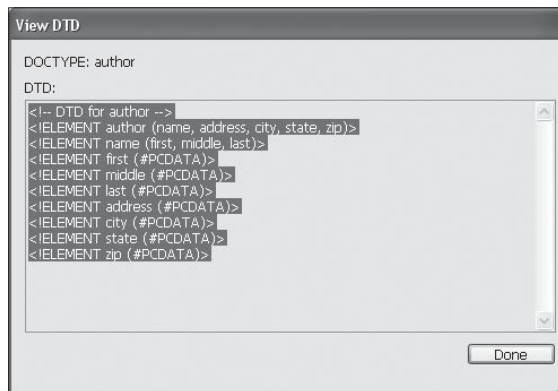 View DTD
DOCTYPE: author
DTD:
<!-- DTD for author -->
<!ELEMENT author (name, address, city, state, zip)>
<!ELEMENT name (first, middle, last)>
<!ELEMENT first (#PCDATA)>
<!ELEMENT middle (#PCDATA)>
<!ELEMENT last (#PCDATA)>
<!ELEMENT address (#PCDATA)>
<!ELEMENT city (#PCDATA)>
<!ELEMENT state (#PCDATA)>
<!ELEMENT zip (#PCDATA)>
Done